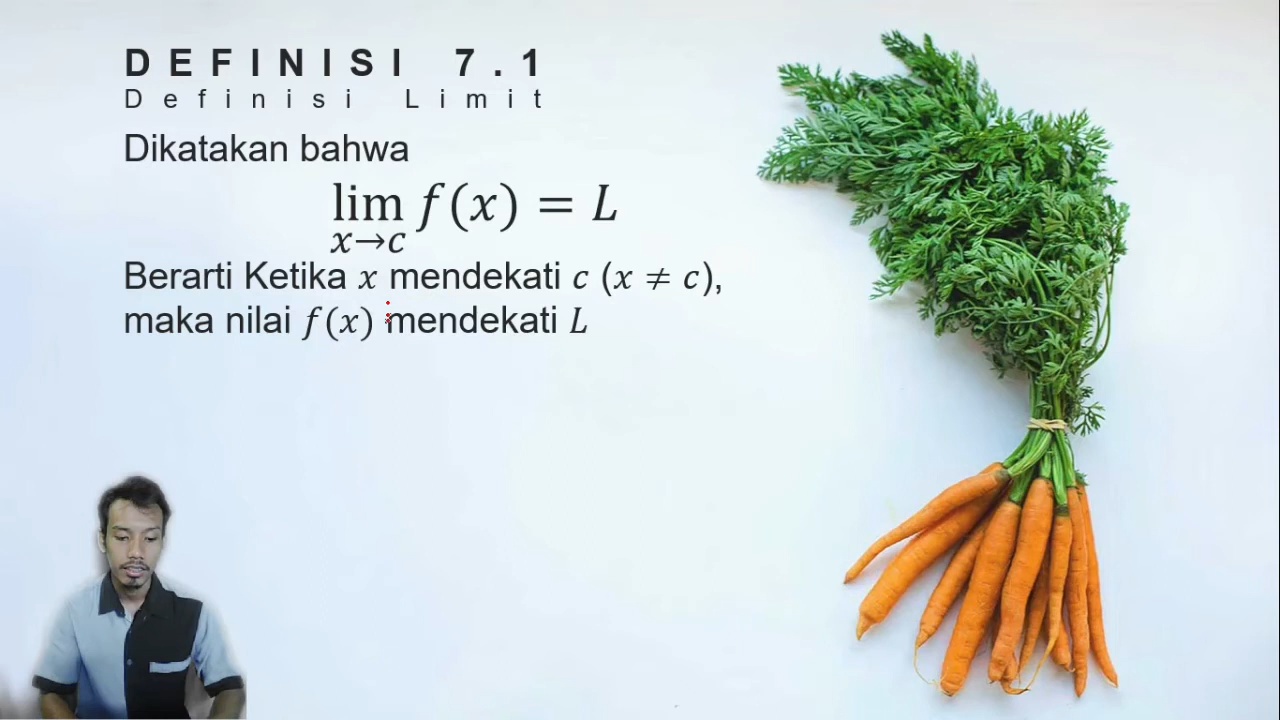 DEFINISI 7.1
Definisi Limit
Dikatakan bahwa
lim f(x) = L
x→c
Berarti Ketika x mendekati c (x ≠ c),
maka nilai f(x) mendekati L